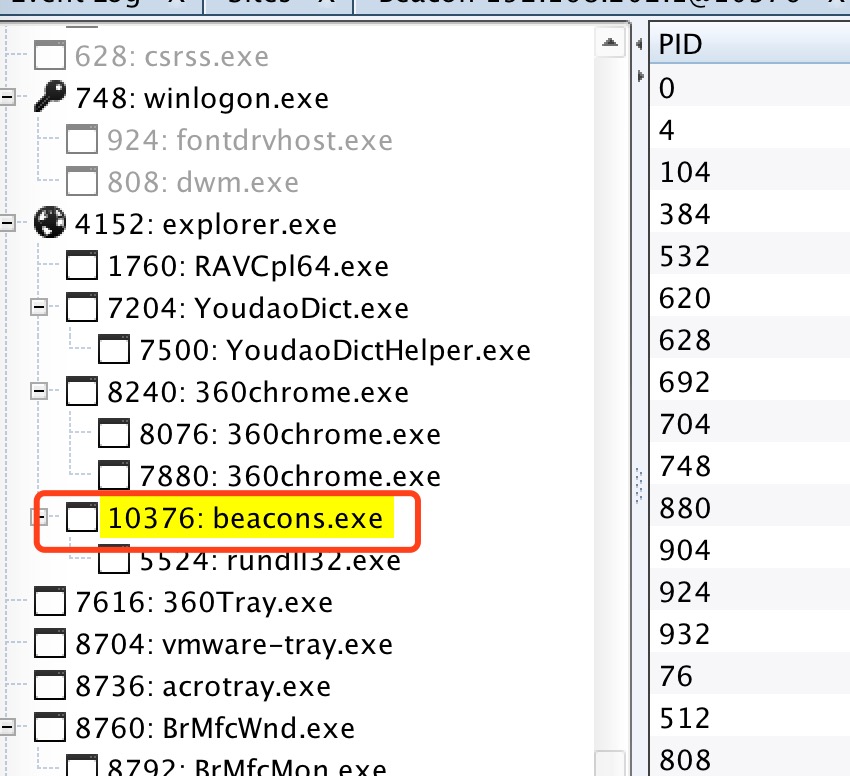 Event Log X
Sites X
628: csrss.exe
748: winlogon.exe
924: fontdrvhost.exe
808: dwm.exe
4152: explorer.exe
1760: RAVCpl64.exe
7204: YoudaoDict.exe
7500: YoudaoDictHelper.exe
8240: 360chrome.exe
8076: 360chrome.exe
7880: 360chrome.exe
10376: beacons.exe
5524: rundll32.exe
7616: 360Tray.exe
8704: vmware-tray.exe
8736: acrotray.exe
8760: BrMfcWnd.exe
8792: BrMfcMon.exe
PID
0
4
104
384
532
620
628
692
704
748
880
904
924
932
76
512
808